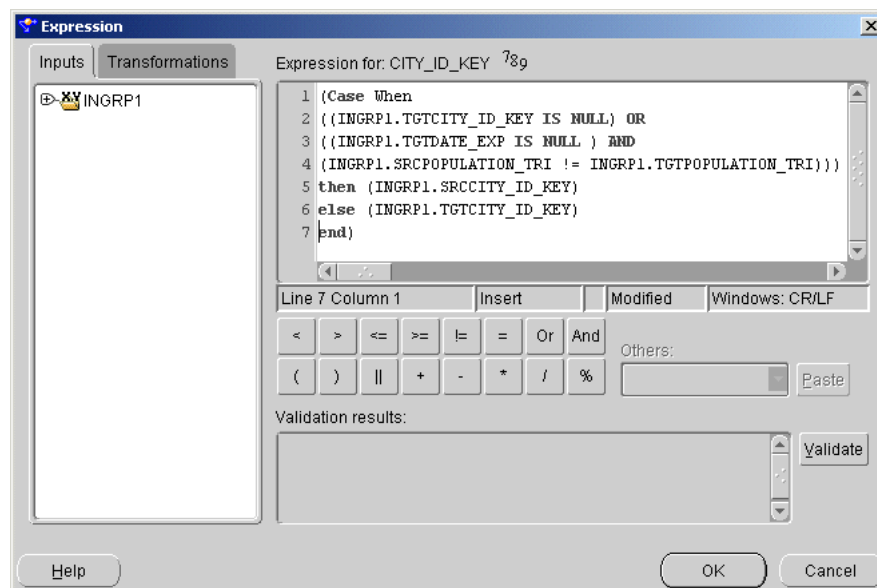 Expression
Inputs
Transformations
Expression for: CITY_ID_KEY 789
INGRP1
1 (Case When
2 ((INGRP1.TGTCITY_ID_KEY IS NULL) OR
3 ((INGRP1.TGTDATE_EXP IS NULL ) AND
4 (INGRP1.SRCPOPULATION_TRI != INGRP1.TGTPOPULATION_TRI)))
5 then (INGRP1.SRCCITY_ID_KEY)
6 else (INGRP1.TGTCITY_ID_KEY)
7 end)
Line 7 Column 1
Insert
Modified
Windows: CR/LF
< > <= >= != = Or And
Others:
( ) || + - * / %
Paste
Validation results:
Validate
Help
OK
Cancel